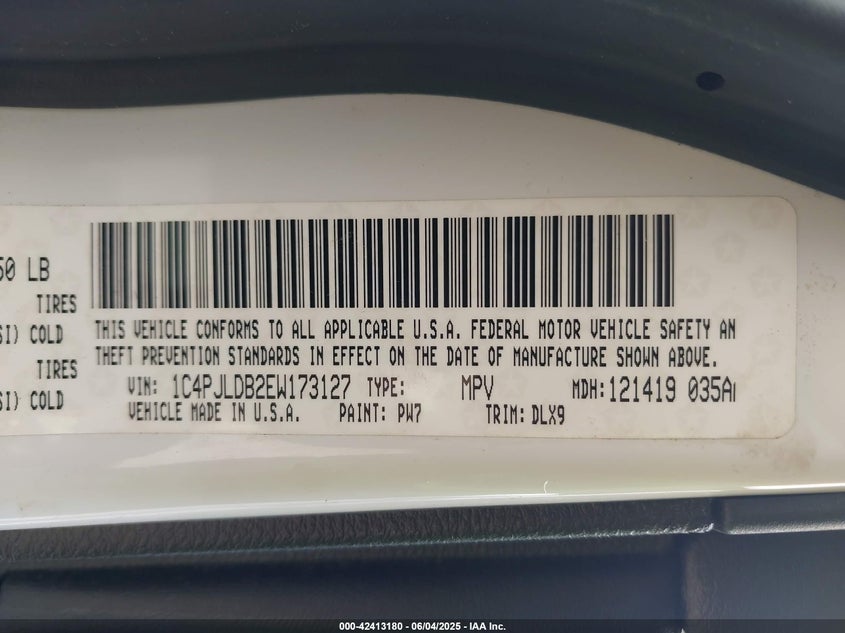 50 LB
TIRES
SI) COLD
THIS VEHICLE CONFORMS TO ALL APPLICABLE U.S.A. FEDERAL MOTOR VEHICLE SAFETY AN
THEFT PREVENTION STANDARDS IN EFFECT ON THE DATE OF MANUFACTURE SHOWN ABOVE.
TIRES
VIN: 1C4PJLDB2EW173127 TYPE: MPV MDH: 121419 035A
SI) COLD
VEHICLE MADE IN U.S.A. PAINT: PW7 TRIM: DLX9
000-42413180 - 06/04/2025 - IAA Inc.